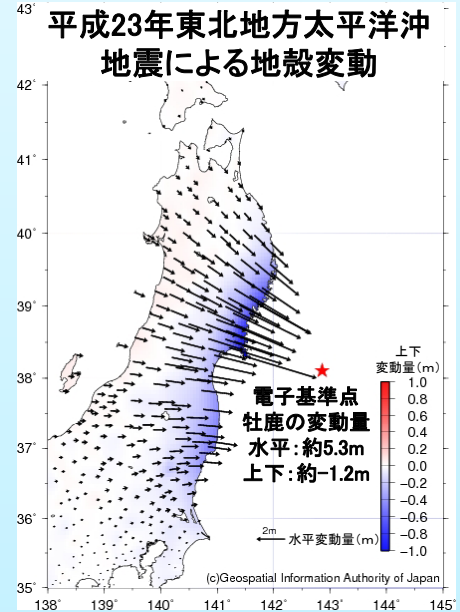 平成23年東北地方太平洋沖
地震による地殻変動
43°
42°
41°
40°
39°
38°
37°
36°
35°
電子基準点
牡鹿の変動量
水平：約5.3m
上下：約-1.2m
上下
変動量(m)
1.0
0.8
0.6
0.4
0.2
0.0
-0.2
-0.4
-0.6
-0.8
-1.0
2m
水平変動量(m)
(c)Geospatial Information Authority of Japan
138° 139° 140° 141° 142° 143° 144° 145°